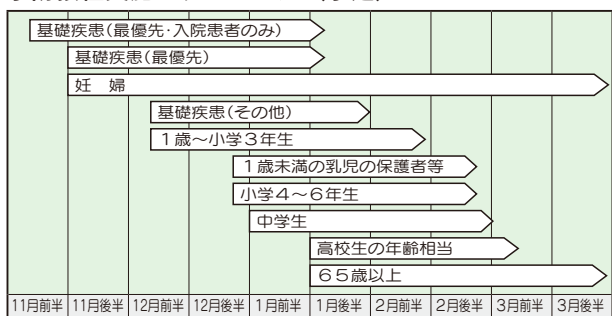 基礎疾患(最優先・入院患者のみ)
基礎疾患(最優先)
妊 婦
基礎疾患(その他)
1歳～小学3年生
1歳未満の乳児の保護者等
小学4～6年生
中学生
高校生の年齢相当
65歳以上
11月前半 11月後半 12月前半 12月後半 1月前半 1月後半 2月前半 2月後半 3月前半 3月後半